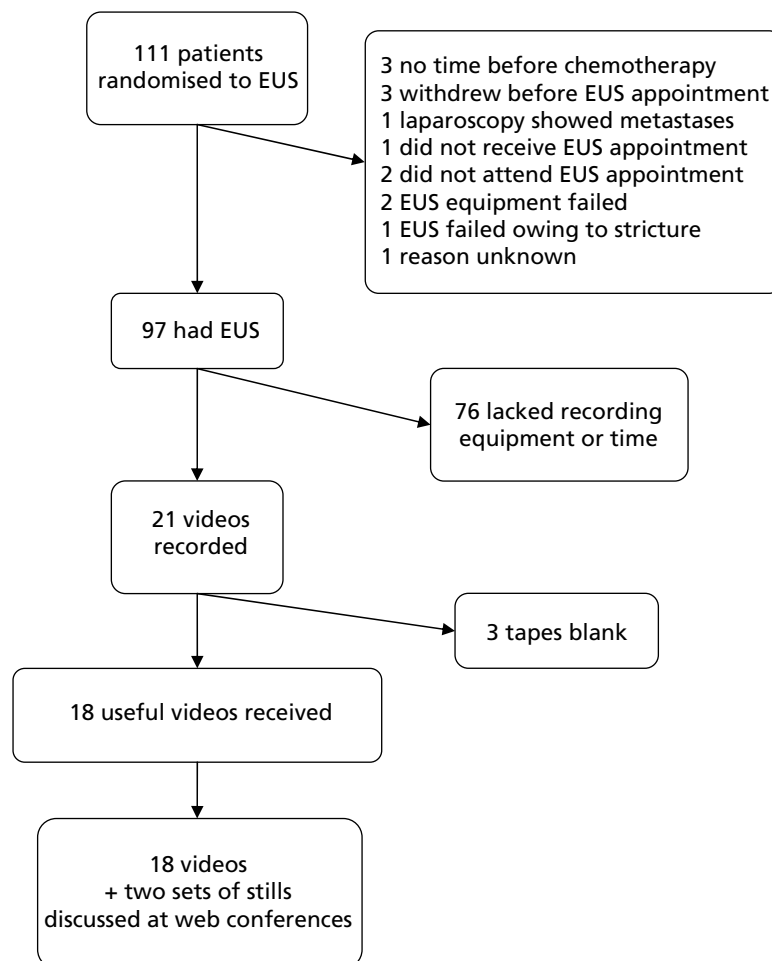 111 patients
randomised to EUS
3 no time before chemotherapy
3 withdrew before EUS appointment
1 laparoscopy showed metastases
1 did not receive EUS appointment
2 did not attend EUS appointment
2 EUS equipment failed
1 EUS failed owing to stricture
1 reason unknown
97 had EUS
76 lacked recording
equipment or time
21 videos
recorded
3 tapes blank
18 useful videos received
18 videos
+ two sets of stills
discussed at web conferences